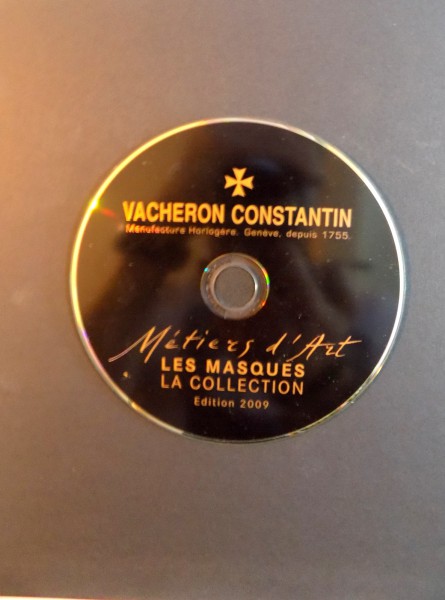 VACHERON CONSTANTIN
Manufacture Horlogère. Genève, depuis 1755.
Métiers d'Art
LES MASQUES
LA COLLECTION
Edition 2009